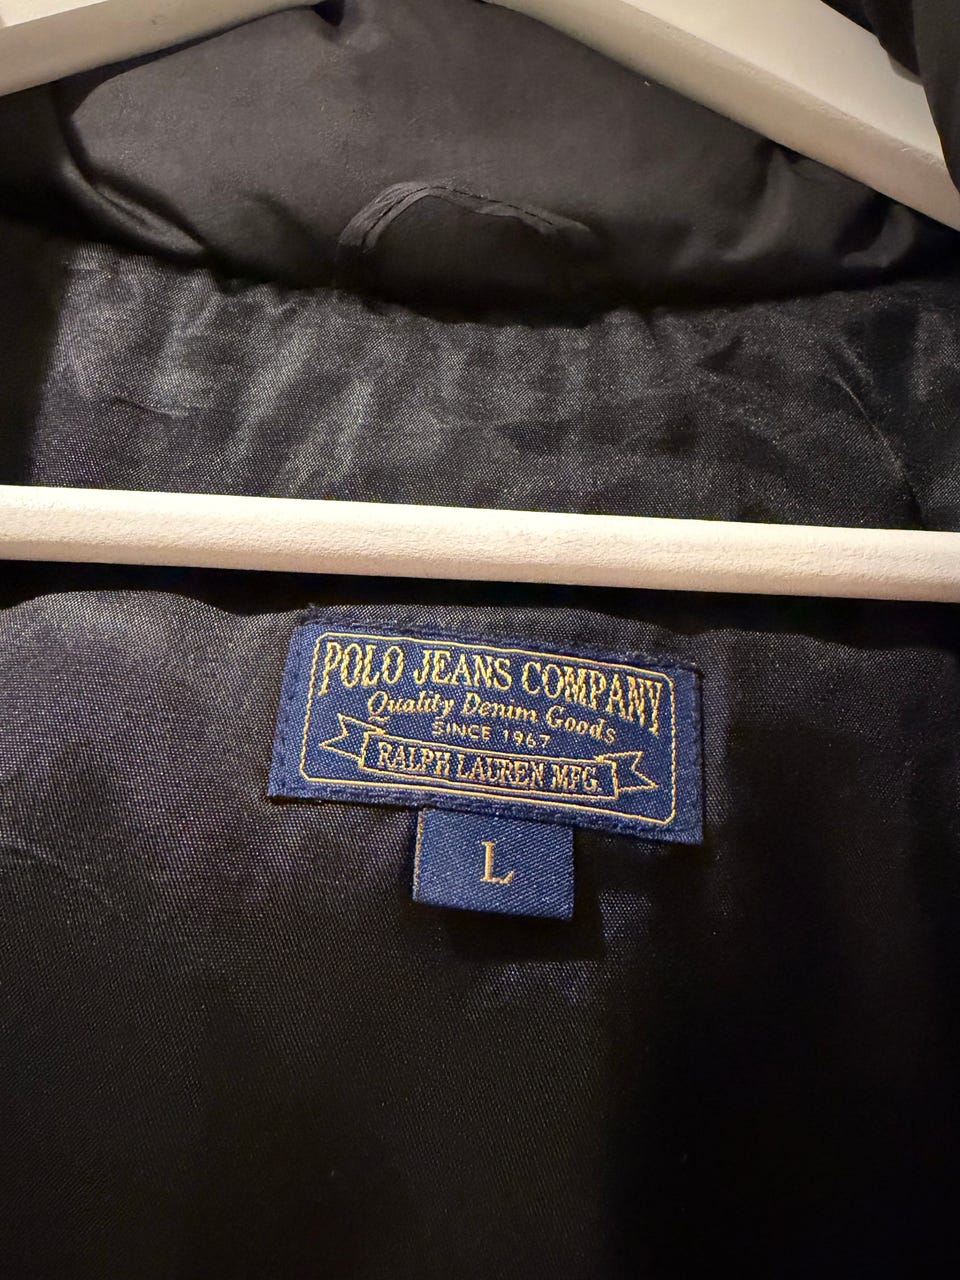 POLO JEANS COMPANY
Quality Denim Goods
SINCE 1967
RALPH LAUREN MFG.
L